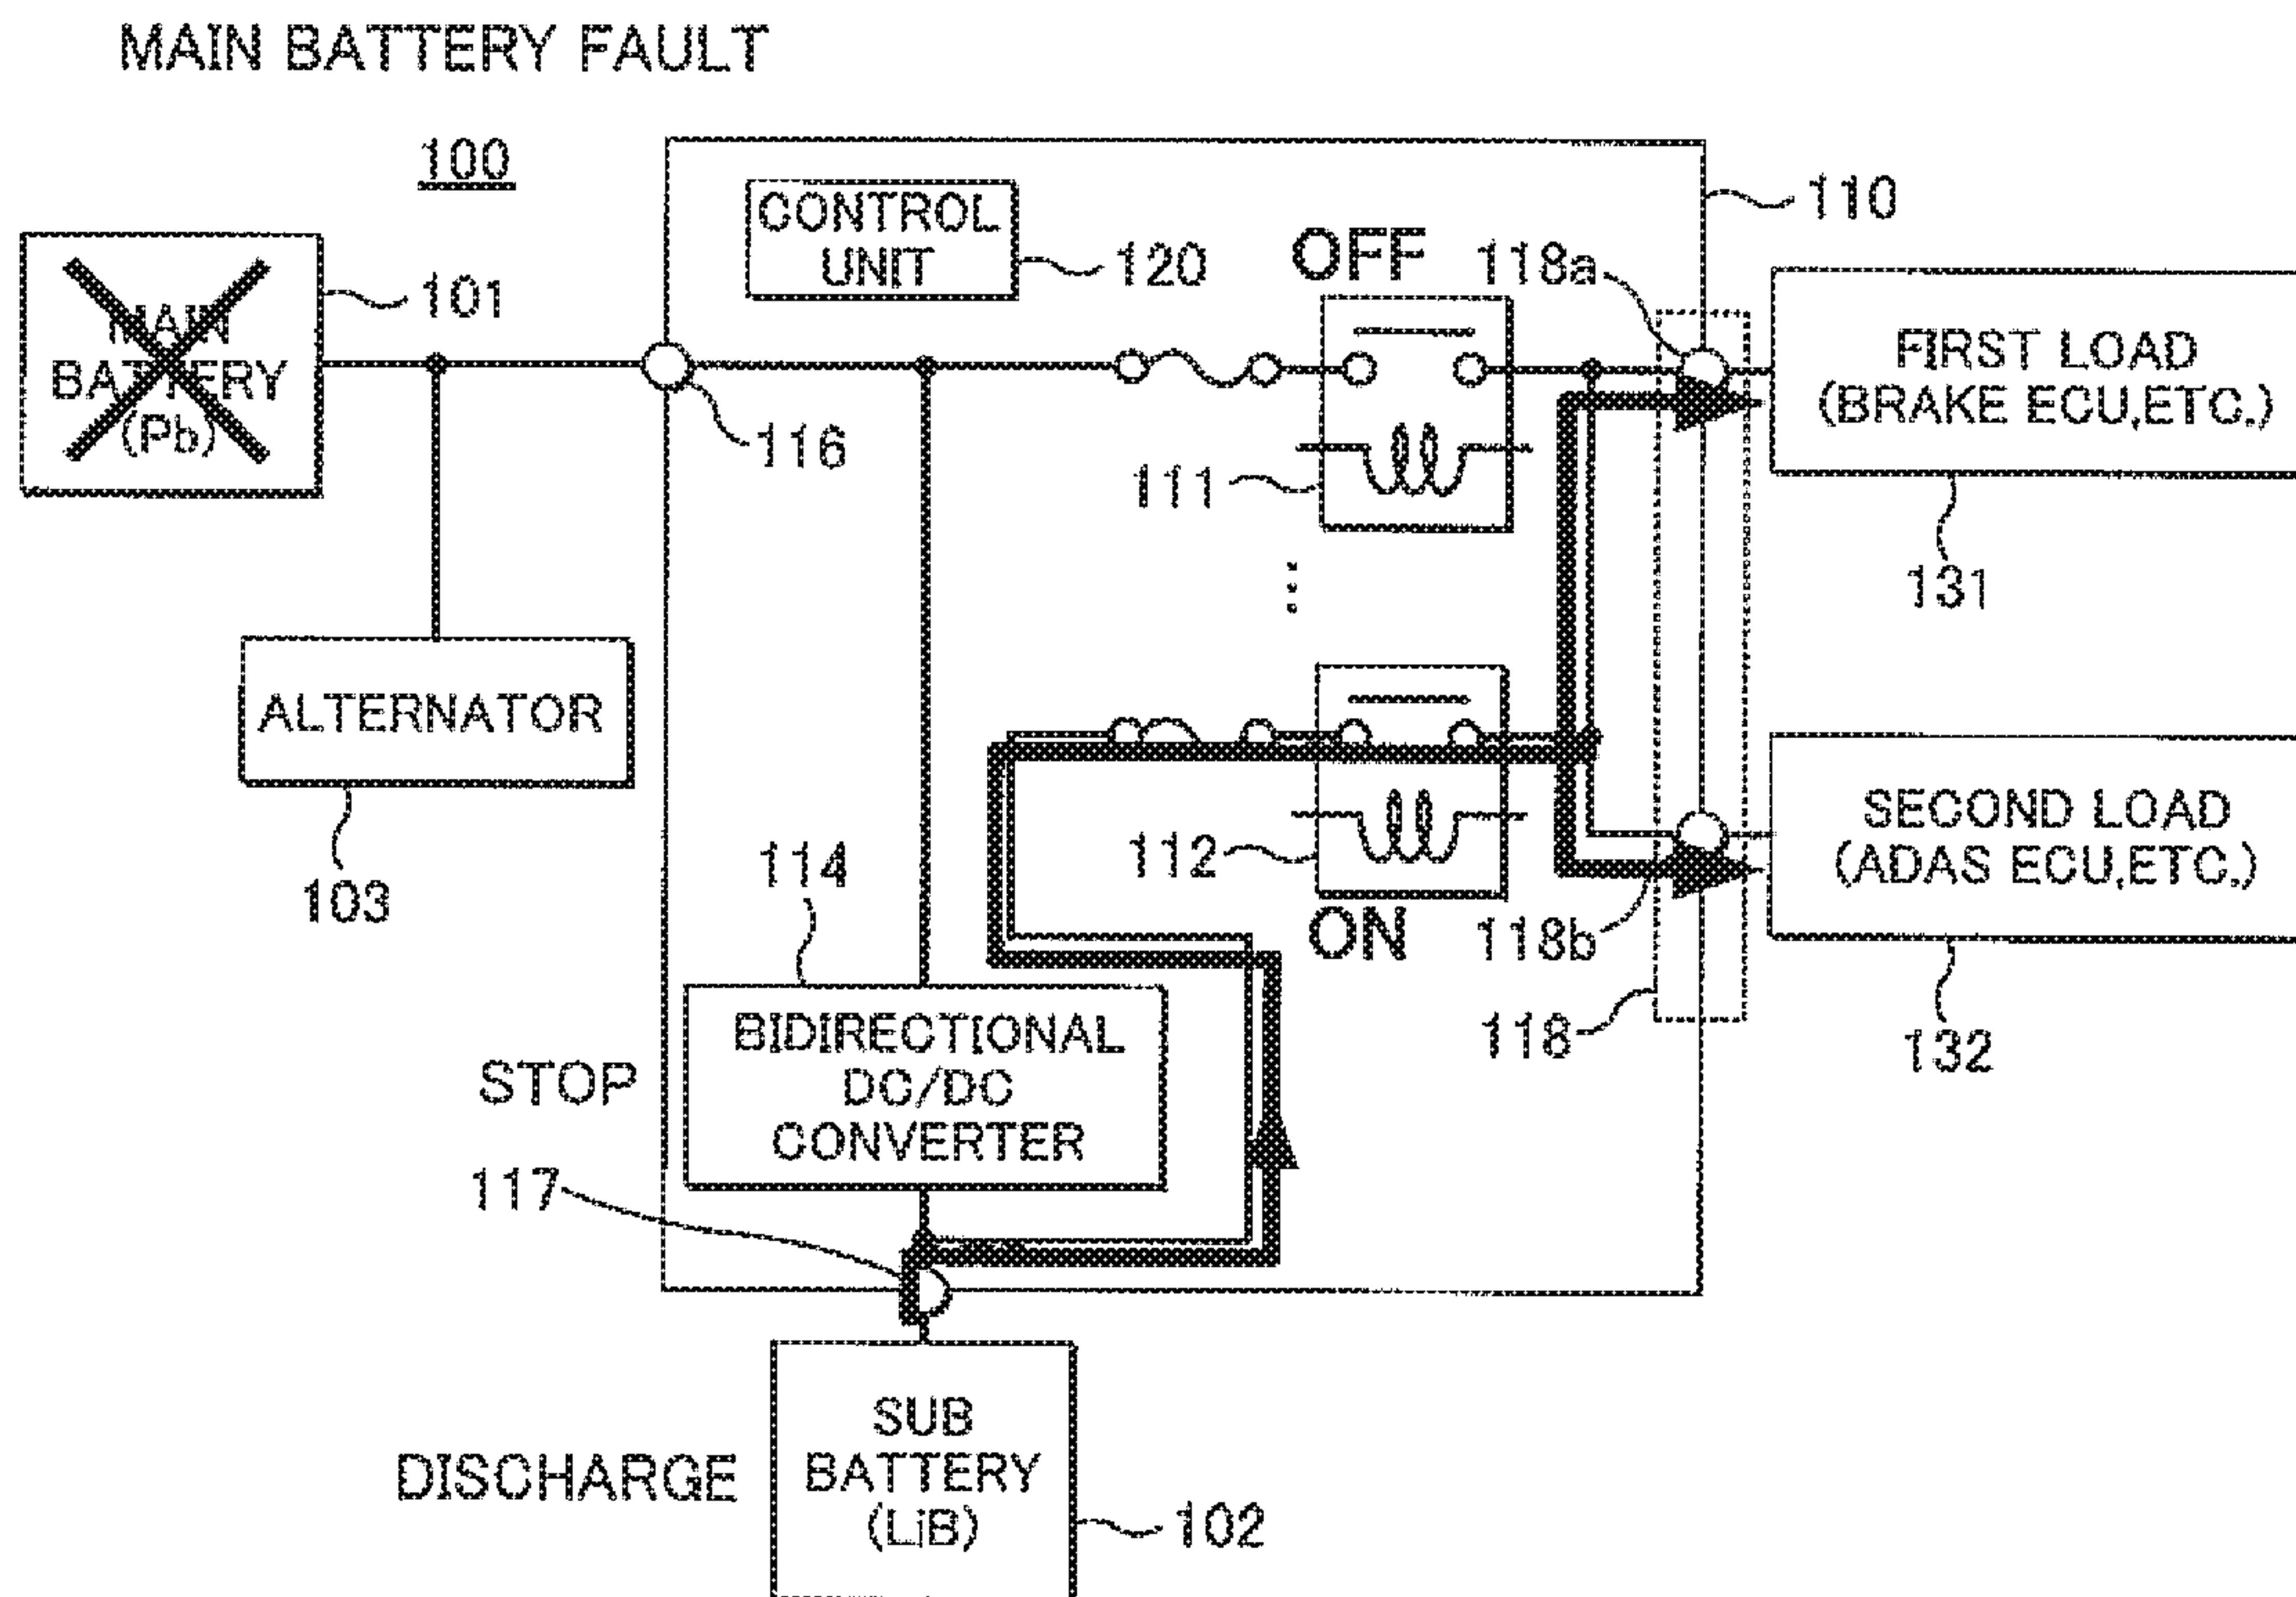 MAIN BATTERY FAULT
100
CONTROL
UNIT
120
OFF
118a
110
MAIN
BATTERY
(Pb)
101
116
FIRST LOAD
(BRAKE ECU,ETC.)
111
131
ALTERNATOR
103
112
ON
118b
SECOND LOAD
(ADAS ECU,ETC.)
132
114
118
BIDIRECTIONAL
DC/DC
CONVERTER
STOP
117
DISCHARGE
SUB
BATTERY
(LiB)
102